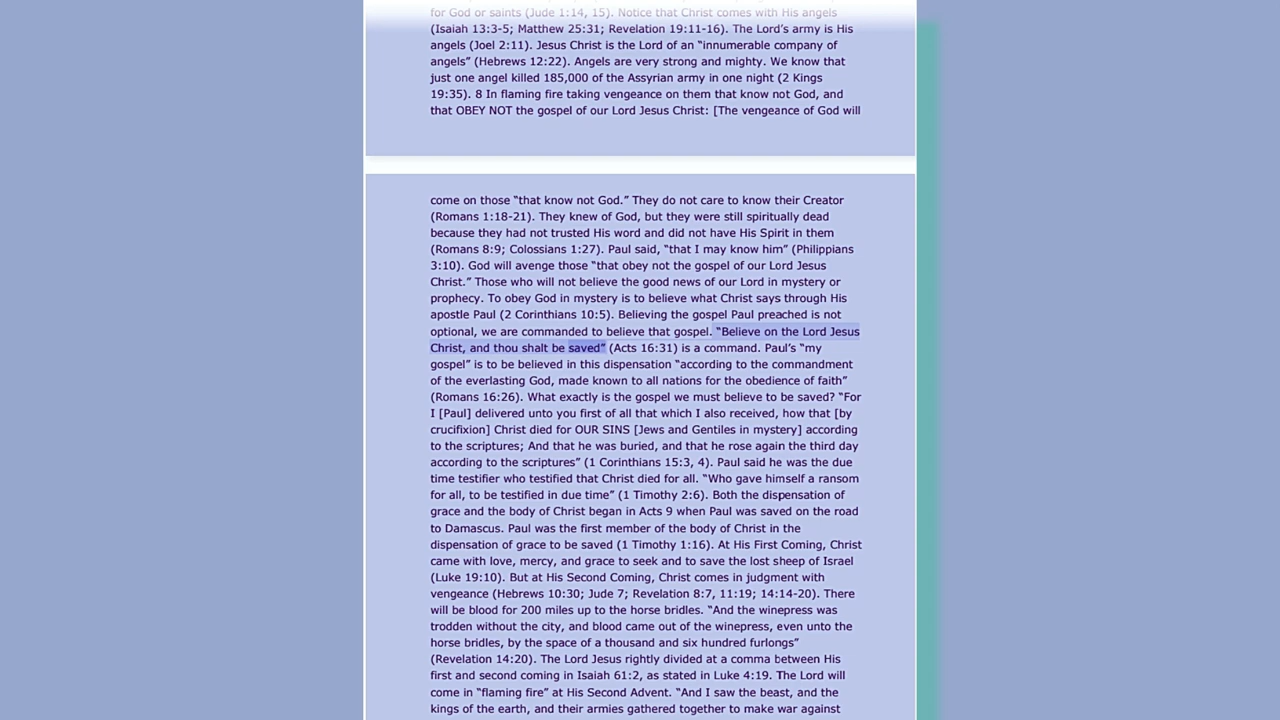 for God or saints (Jude 1:14, 15). Notice that Christ comes with His angels
(Isaiah 13:3-5; Matthew 25:31; Revelation 19:11-16). The Lord’s army is His
angels (Joel 2:11). Jesus Christ is the Lord of an “innumerable company of
angels” (Hebrews 12:22). Angels are very strong and mighty. We know that
just one angel killed 185,000 of the Assyrian army in one night (2 Kings
19:35). 8 In flaming fire taking vengeance on them that know not God, and
that OBEY NOT the gospel of our Lord Jesus Christ: [The vengeance of God will
come on those “that know not God.” They do not care to know their Creator
(Romans 1:18-21). They knew of God, but they were still spiritually dead
because they had not trusted His word and did not have His Spirit in them
(Romans 8:9; Colossians 1:27). Paul said, “that I may know him” (Philippians
3:10). God will avenge those “that obey not the gospel of our Lord Jesus
Christ.” Those who will not believe the good news of our Lord in mystery or
prophecy. To obey God in mystery is to believe what Christ says through His
apostle Paul (2 Corinthians 10:5). Believing the gospel Paul preached is not
optional, we are commanded to believe that gospel. “Believe on the Lord Jesus
Christ, and thou shalt be saved” (Acts 16:31) is a command. Paul’s “my
gospel” is to be believed in this dispensation “according to the commandment
of the everlasting God, made known to all nations for the obedience of faith”
(Romans 16:26). What exactly is the gospel we must believe to be saved? “For
I [Paul] delivered unto you first of all that which I also received, how that [by
crucifixion] Christ died for OUR SINS [Jews and Gentiles in mystery] according
to the scriptures; And that he was buried, and that he rose again the third day
according to the scriptures” (1 Corinthians 15:3, 4). Paul said he was the due
time testifier who testified that Christ died for all. “Who gave himself a ransom
for all, to be testified in due time” (1 Timothy 2:6). Both the dispensation of
grace and the body of Christ began in Acts 9 when Paul was saved on the road
to Damascus. Paul was the first member of the body of Christ in the
dispensation of grace to be saved (1 Timothy 1:16). At His First Coming, Christ
came with love, mercy, and grace to seek and to save the lost sheep of Israel
(Luke 19:10). But at His Second Coming, Christ comes in judgment with
vengeance (Hebrews 10:30; Jude 7; Revelation 8:7, 11:19; 14:14-20). There
will be blood for 200 miles up to the horse bridles. “And the winepress was
trodden without the city, and blood came out of the winepress, even unto the
horse bridles, by the space of a thousand and six hundred furlongs”
(Revelation 14:20). The Lord Jesus rightly divided at a comma between His
first and second coming in Isaiah 61:2, as stated in Luke 4:19. The Lord will
come in “flaming fire” at His Second Advent. “And I saw the beast, and the
kings of the earth, and their armies gathered together to make war against